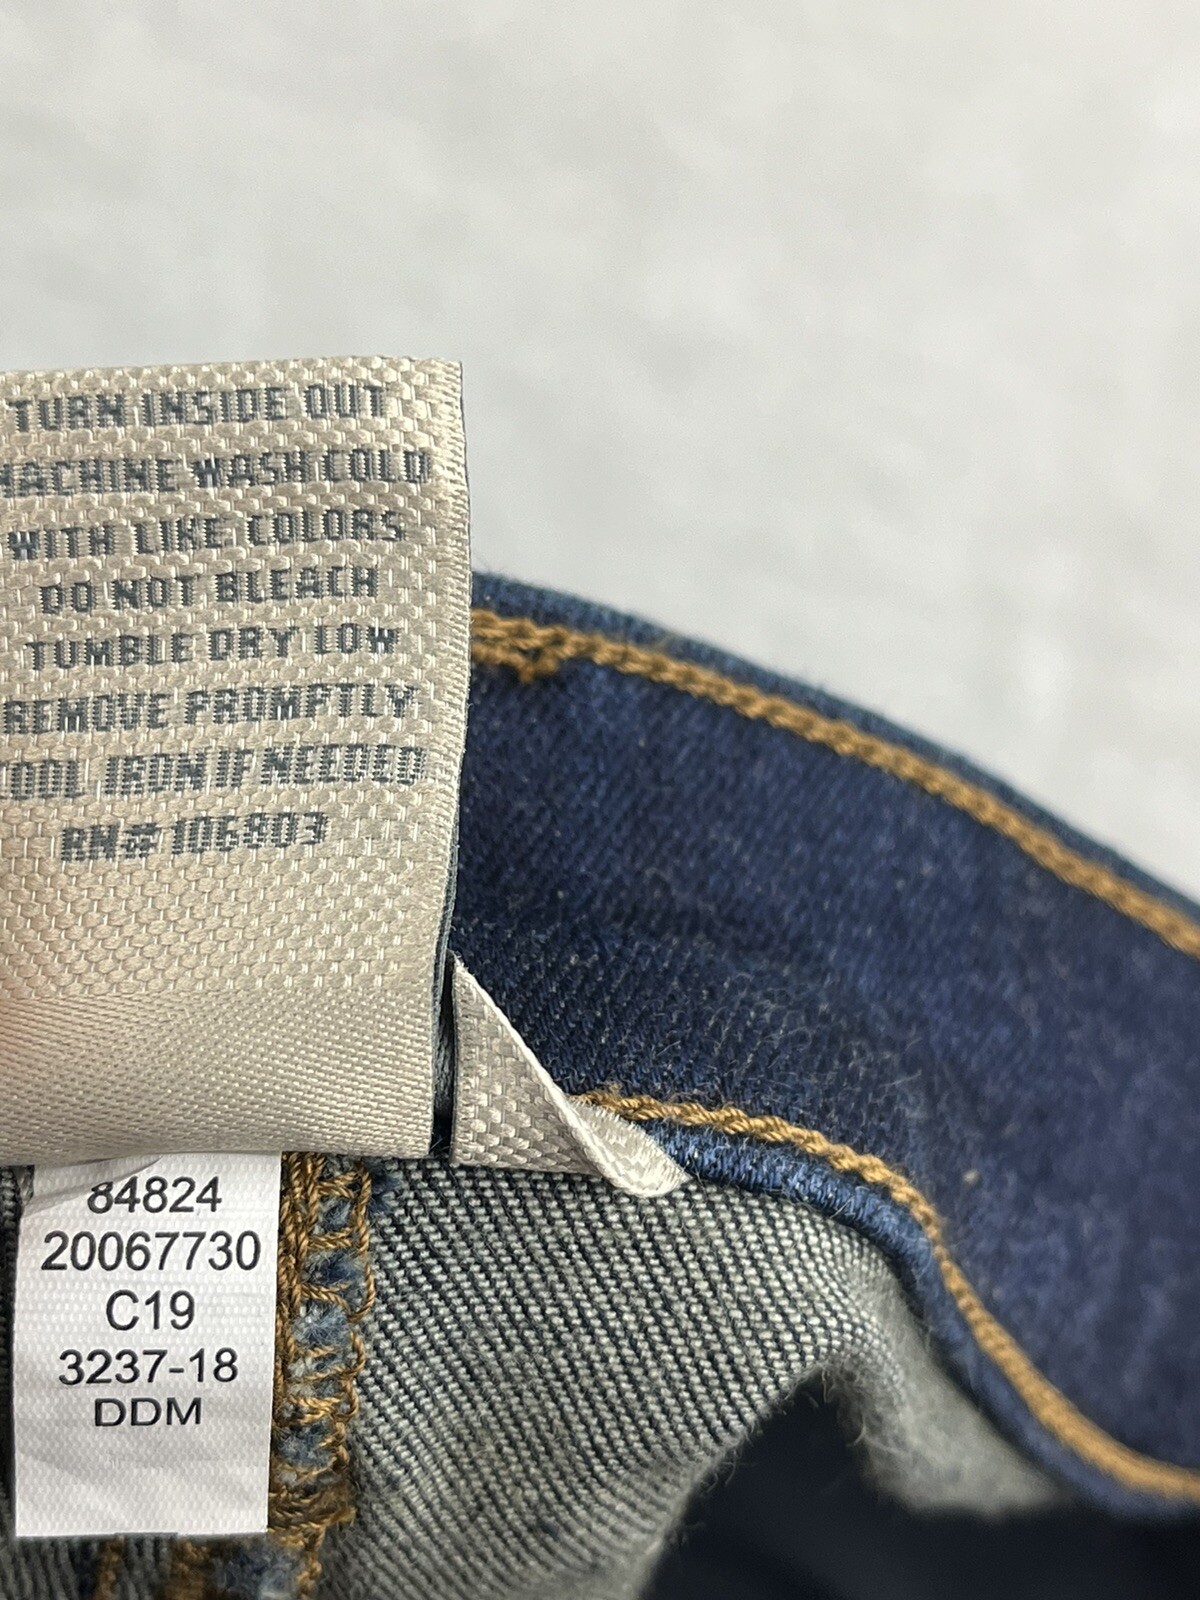 TURN INSIDE OUT
MACHINE WASH COLD
WITH LIKE COLORS
DO NOT BLEACH
TUMBLE DRY LOW
REMOVE PROMPTLY
OOL IRON IF NEEDED
RN# 106803
84824
20067730
C19
3237-18
DDM